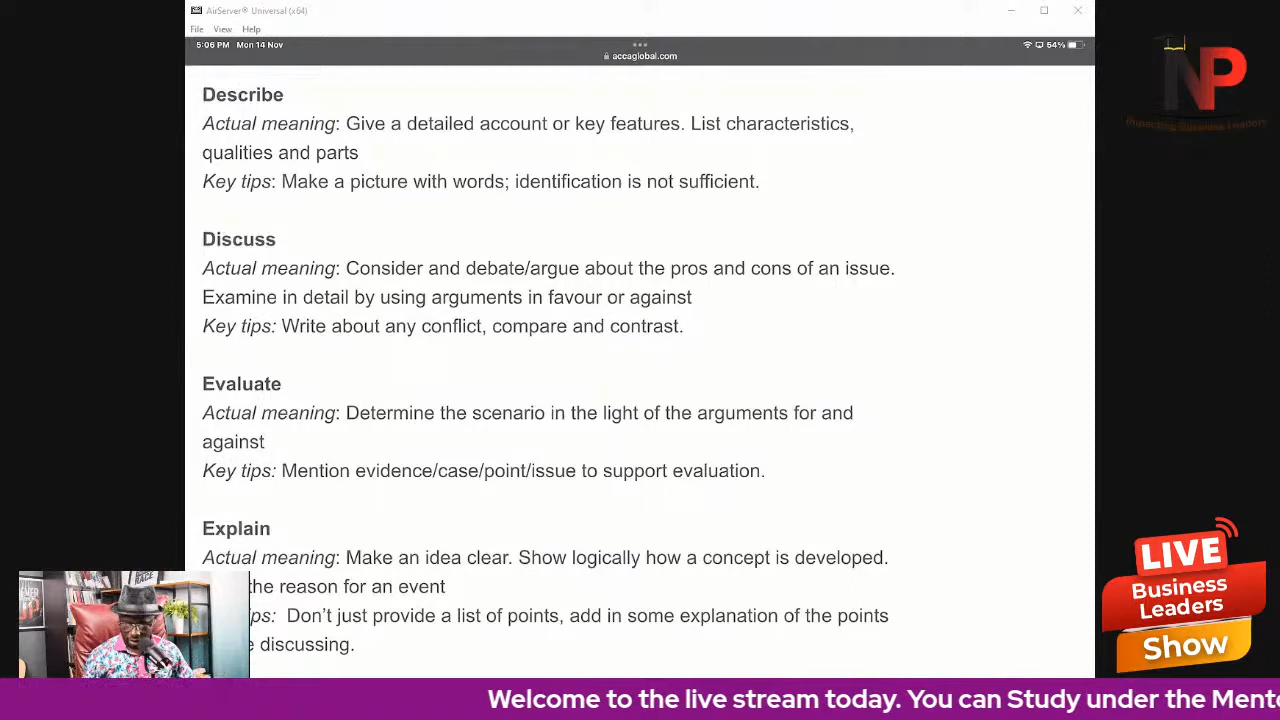 AirServer® Universal (x64)
File View Help
5:06 PM Mon 14 Nov
54%
accaglobal.com
NP
Impacting Business Leaders
Describe
Actual meaning: Give a detailed account or key features. List characteristics,
qualities and parts
Key tips: Make a picture with words; identification is not sufficient.
Discuss
Actual meaning: Consider and debate/argue about the pros and cons of an issue.
Examine in detail by using arguments in favour or against
Key tips: Write about any conflict, compare and contrast.
Evaluate
Actual meaning: Determine the scenario in the light of the arguments for and
against
Key tips: Mention evidence/case/point/issue to support evaluation.
Explain
Actual meaning: Make an idea clear. Show logically how a concept is developed.
the reason for an event
ps: Don't just provide a list of points, add in some explanation of the points
discussing.
LIVE
Business
Leaders
Show
Welcome to the live stream today. You can Study under the Mento